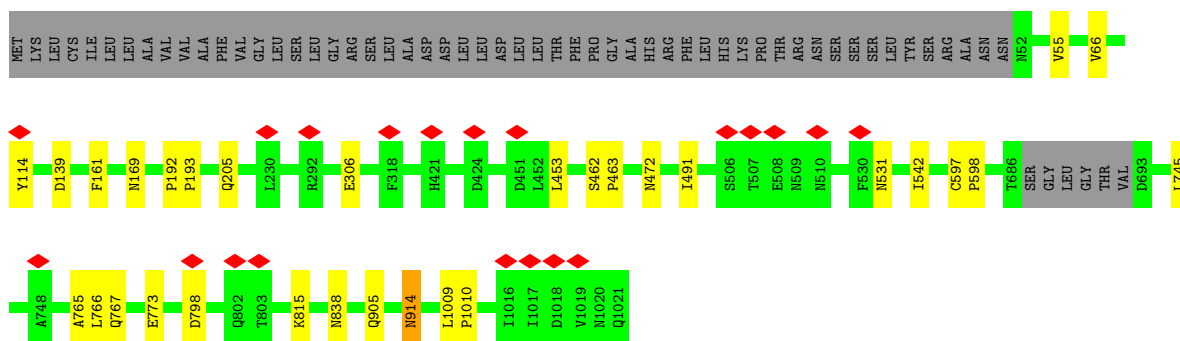 MET LYS LEU CYS ILE LEU LEU ALA VAL VAL ALA PHE VAL GLY LEU SER LEU GLY ARG SER LEU ALA ASP ASP LEU LEU ASP LEU LEU THR PHE PRO GLY ALA HIS ARG PHE LEU HIS LYS PRO THR ARG ASN SER SER SER LEU TYR SER ARG ALA ASN ASN N52 V55 V66
Y114 D139 F161 N169 P192 P193 Q205 L230 R292 E306 F318 H421 D424 D451 L452 L453 S462 P463 N472 I491 S506 T507 E508 N509 N510 F530 N531 I542 C597 P598 T686 SER GLY LEU GLY THR VAL D693 L745
A748 A765 L766 Q767 E773 D798 Q802 T803 K815 N838 Q905 N914 L1009 P1010 I1016 I1017 D1018 V1019 N1020 Q1021